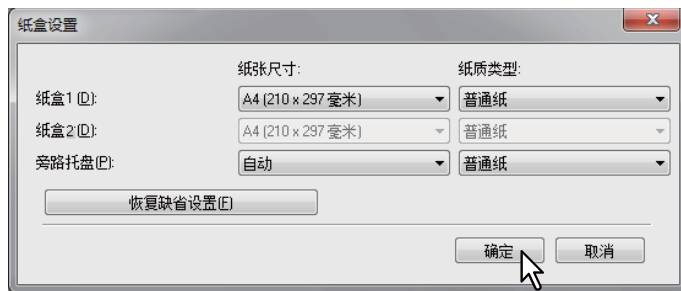 纸盒设置
纸张尺寸: 纸质类型:
纸盒1(D): A4 (210 x 297 毫米) 普通纸
纸盒2(D): A4 (210 x 297 毫米) 普通纸
旁路托盘(P): 自动 普通纸
恢复缺省设置(F)
确定 取消